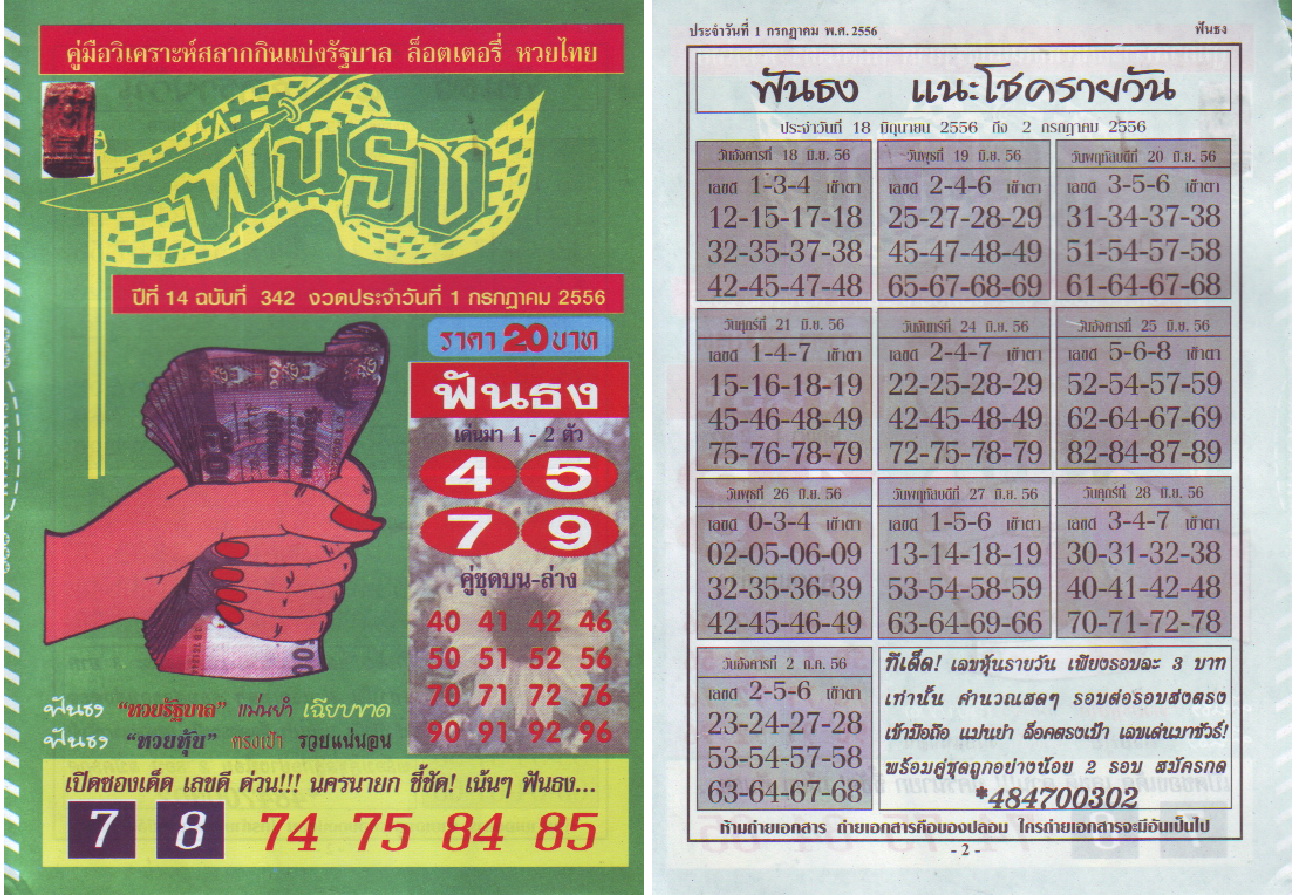 คู่มือวิเคราะห์สลากกินแบ่งรัฐบาล ล็อตเตอรี่ หวยไทย
ฟันธง
ปีที่ 14 ฉบับที่ 342 งวดประจำวันที่ 1 กรกฎาคม 2556
ราคา 20 บาท
ฟันธง
เด่นมา 1 - 2 ตัว
4 5
7 9
คู่ชุดบน-ล่าง
40 41 42 46
50 51 52 56
70 71 72 76
90 91 92 96
ฟันธง "หวยรัฐบาล" แม่นยำ เฉียบขาด
ฟันธง "หวยหุ้น" ตรงเป้า รวยแน่นอน
เปิดซองเด็ด เลขดี ด่วน!!! นครนายก ชี้ชัด! เน้นๆ ฟันธง...
7 8 74 75 84 85
ประจำวันที่ 1 กรกฎาคม พ.ศ.2556 ฟันธง
ฟันธง แนะโชครายวัน
ประจำวันที่ 18 มิถุนายน 2556 ถึง 2 กรกฎาคม 2556
วันอังคารที่ 18 มิ.ย. 56
เลขดี 1-3-4 เข้าตา
12-15-17-18
32-35-37-38
42-45-47-48
วันพุธที่ 19 มิ.ย. 56
เลขดี 2-4-6 เข้าตา
25-27-28-29
45-47-48-49
65-67-68-69
วันพฤหัสบดีที่ 20 มิ.ย. 56
เลขดี 3-5-6 เข้าตา
31-34-37-38
51-54-57-58
61-64-67-68
วันศุกร์ที่ 21 มิ.ย. 56
เลขดี 1-4-7 เข้าตา
15-16-18-19
45-46-48-49
75-76-78-79
วันจันทร์ที่ 24 มิ.ย. 56
เลขดี 2-4-7 เข้าตา
22-25-28-29
42-45-48-49
72-75-78-79
วันอังคารที่ 25 มิ.ย. 56
เลขดี 5-6-8 เข้าตา
52-54-57-59
62-64-67-69
82-84-87-89
วันพุธที่ 26 มิ.ย. 56
เลขดี 0-3-4 เข้าตา
02-05-06-09
32-35-36-39
42-45-46-49
วันพฤหัสบดีที่ 27 มิ.ย. 56
เลขดี 1-5-6 เข้าตา
13-14-18-19
53-54-58-59
63-64-69-66
วันศุกร์ที่ 28 มิ.ย. 56
เลขดี 3-4-7 เข้าตา
30-31-32-38
40-41-42-48
70-71-72-78
วันอังคารที่ 2 ก.ค. 56
เลขดี 2-5-6 เข้าตา
23-24-27-28
53-54-57-58
63-64-67-68
ทีเด็ด! เลขหุ้นรายวัน เพียงรอบละ 3 บาท
เท่านั้น คำนวณสดๆ รอบต่อรอบส่งตรง
เข้ามือถือ แม่นยำ ล็อคตรงเป้า เลขเด่นมาชัวร์!
พร้อมคู่ชุดถูกอย่างน้อย 2 รอบ สมัครกด
*484700302
ห้ามถ่ายเอกสาร ถ่ายเอกสารคือของปลอม ใครถ่ายเอกสารจะมีอันเป็นไป
- 2 -